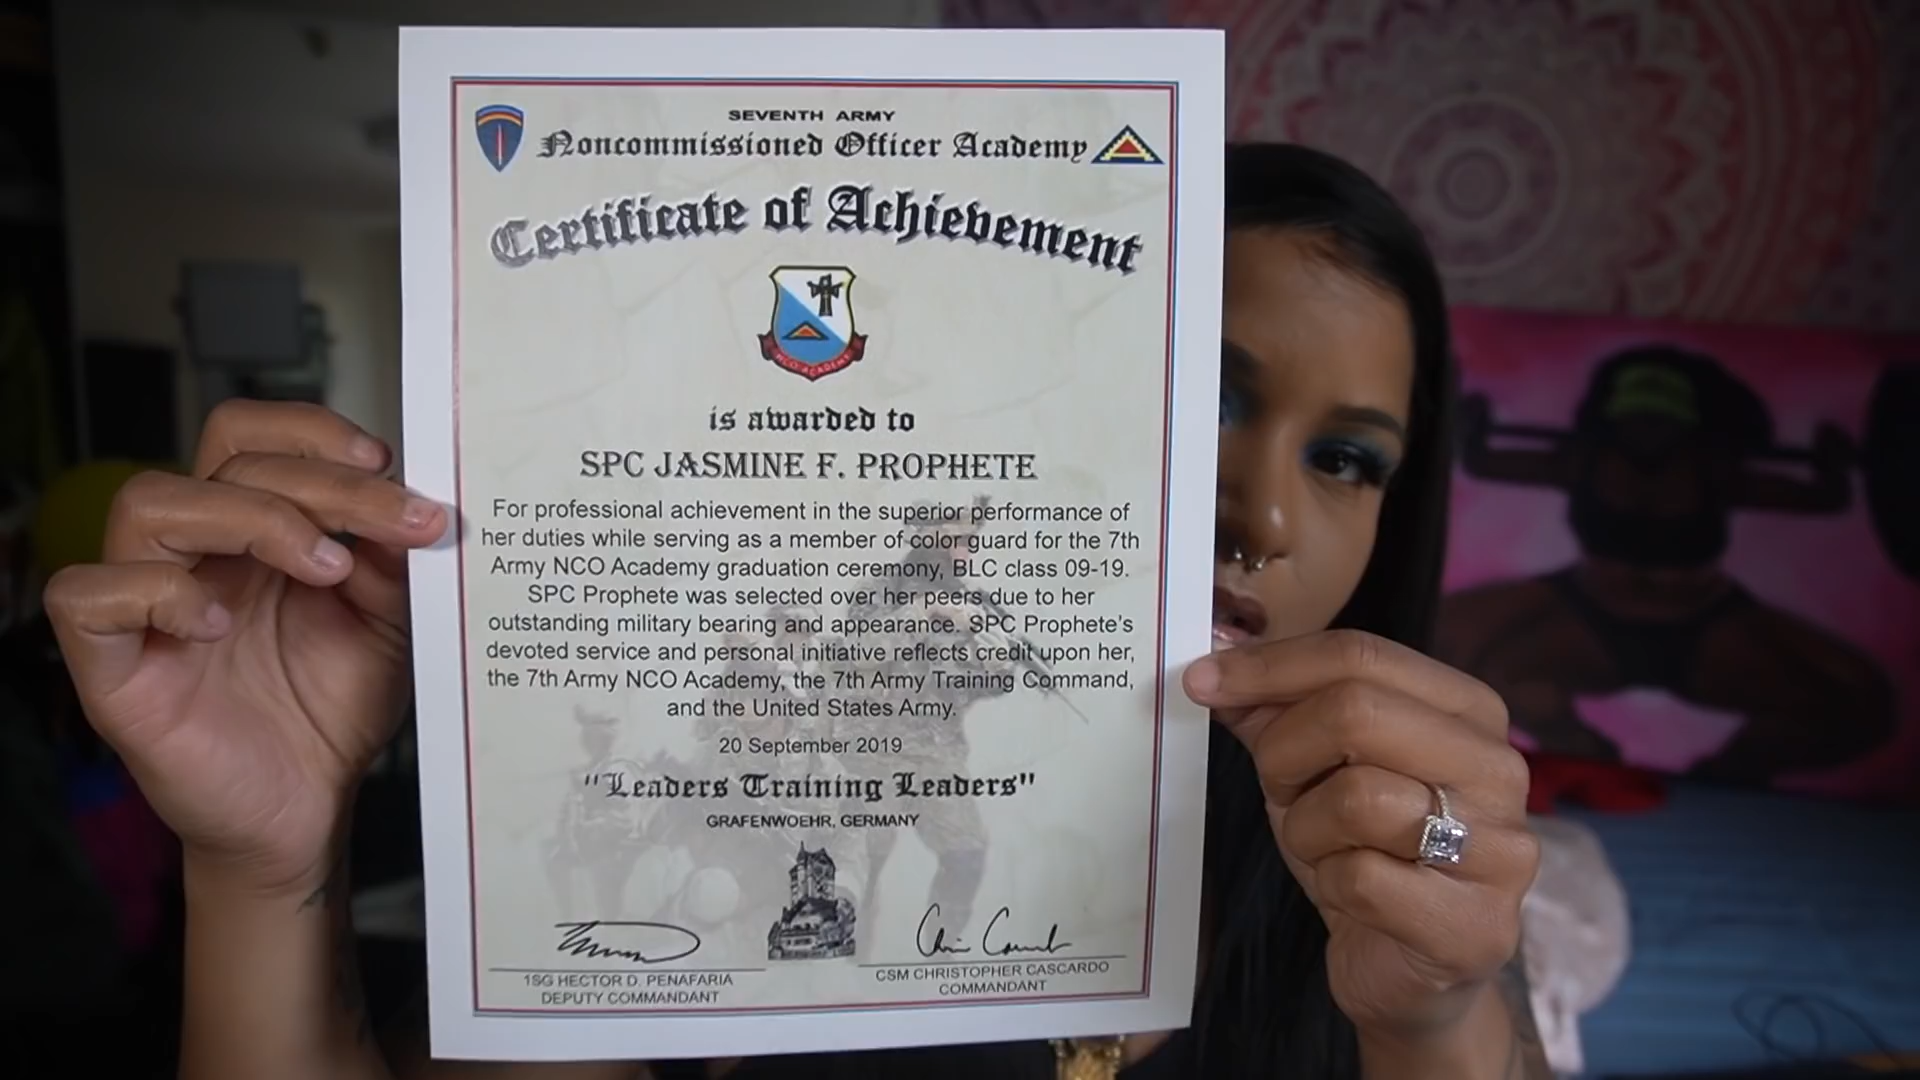 SEVENTH ARMY
Noncommissioned Officer Academy
Certificate of Achievement
NCO ACADEMY
is awarded to
SPC JASMINE F. PROPHETE
For professional achievement in the superior performance of
her duties while serving as a member of color guard for the 7th
Army NCO Academy graduation ceremony, BLC class 09-19.
SPC Prophete was selected over her peers due to her
outstanding military bearing and appearance. SPC Prophete's
devoted service and personal initiative reflects credit upon her,
the 7th Army NCO Academy, the 7th Army Training Command,
and the United States Army.
20 September 2019
"Leaders Training Leaders"
GRAFENWOEHR, GERMANY
1SG HECTOR D. PENAFARIA
DEPUTY COMMANDANT
CSM CHRISTOPHER CASCARDO
COMMANDANT